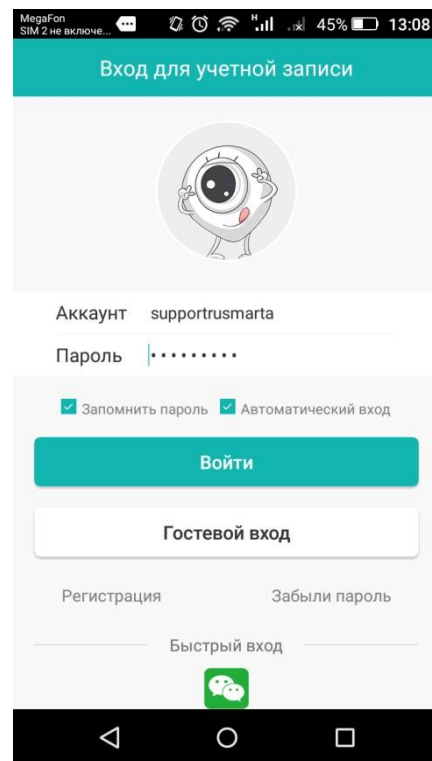 MegaFon
SIM 2 не включе...
H 45% 13:08
Вход для учетной записи
Аккаунт supportrusmarta
Пароль •••••••••
Запомнить пароль Автоматический вход
Войти
Гостевой вход
Регистрация Забыли пароль
Быстрый вход